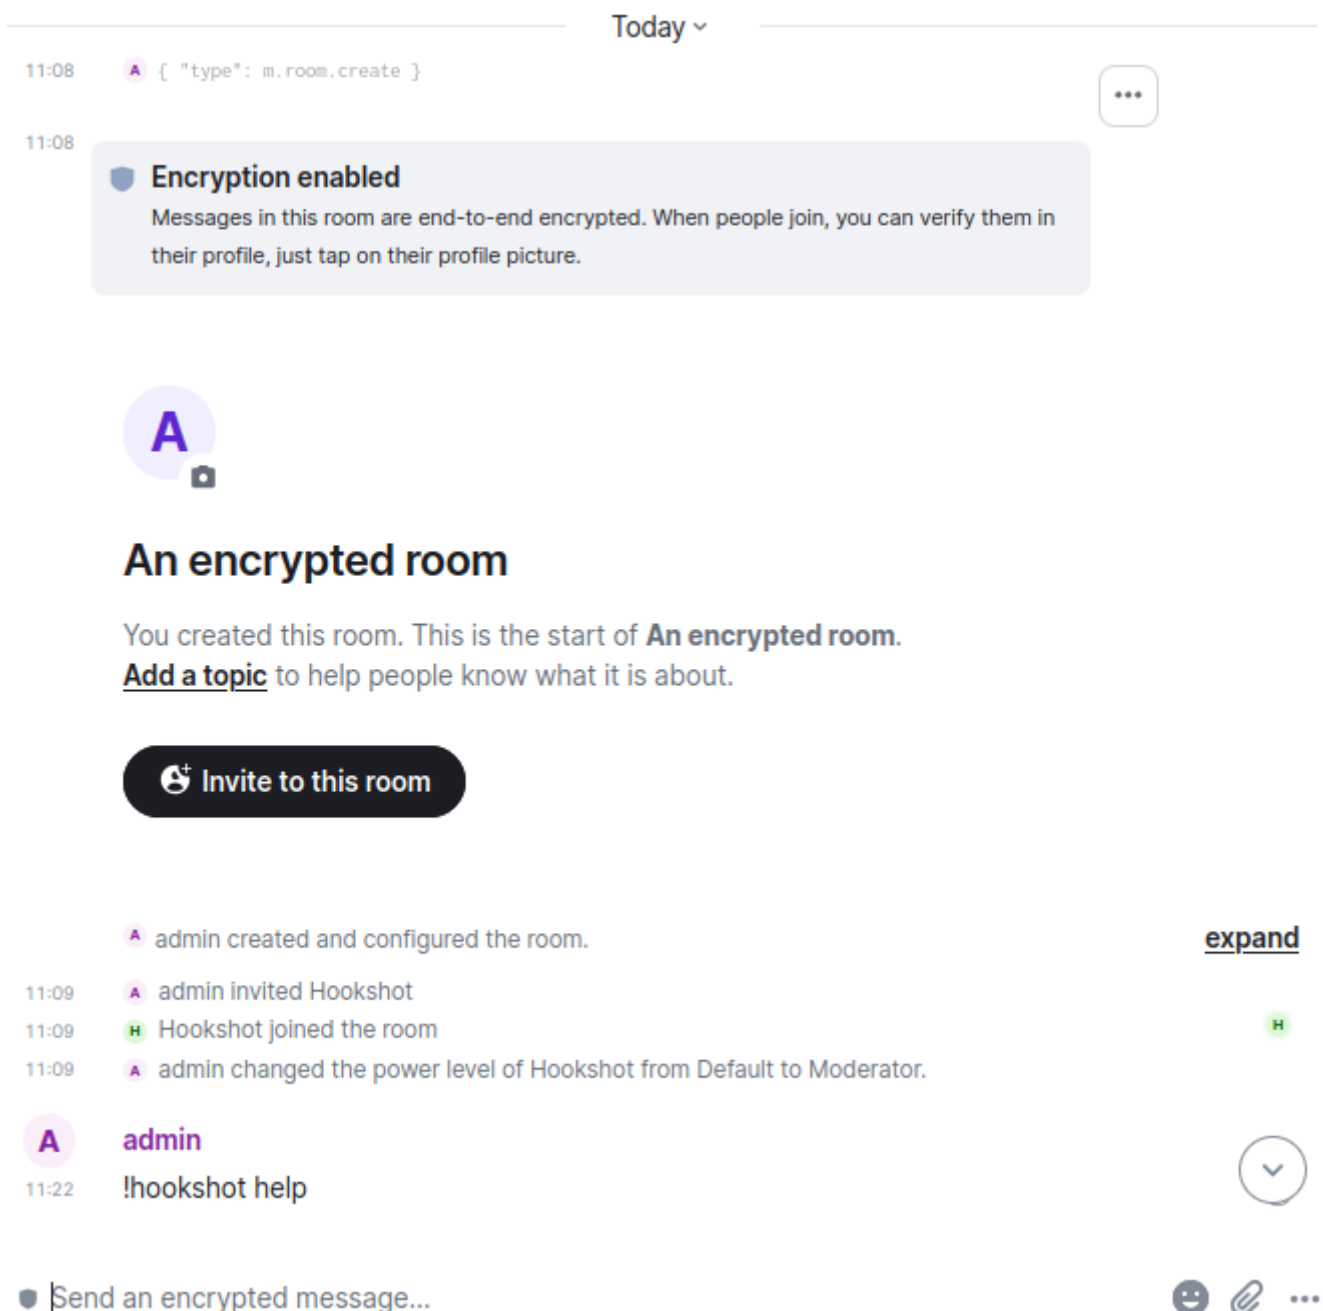 Today
11:08 A { "type": m.room.create }
11:08
Encryption enabled
Messages in this room are end-to-end encrypted. When people join, you can verify them in
their profile, just tap on their profile picture.
A
An encrypted room
You created this room. This is the start of An encrypted room.
Add a topic to help people know what it is about.
Invite to this room
A admin created and configured the room. expand
11:09 A admin invited Hookshot
11:09 H Hookshot joined the room H
11:09 A admin changed the power level of Hookshot from Default to Moderator.
A admin
11:22 !hookshot help
Send an encrypted message...